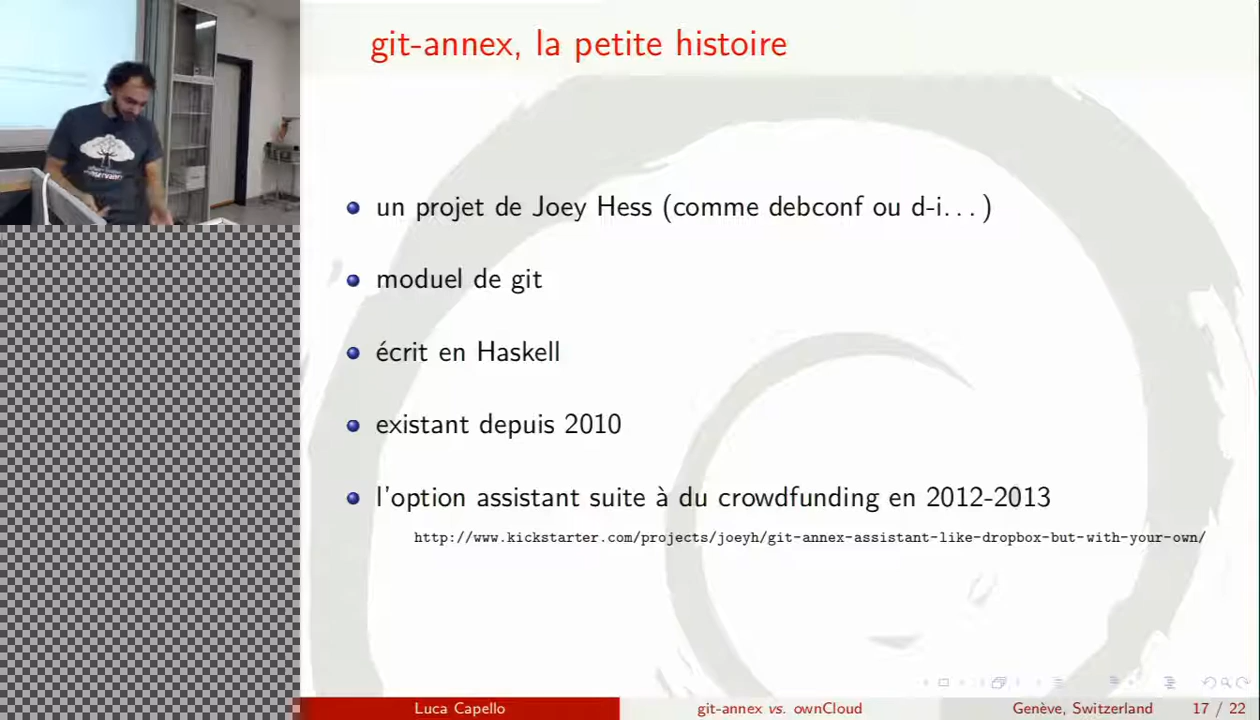 git-annex, la petite histoire
un projet de Joey Hess (comme debconf ou d-i...)
moduel de git
écrit en Haskell
existant depuis 2010
l'option assistant suite à du crowdfunding en 2012-2013
http://www.kickstarter.com/projects/joeyh/git-annex-assistant-like-dropbox-but-with-your-own/
Luca Capello
git-annex vs. ownCloud
Genève, Switzerland
17 / 22